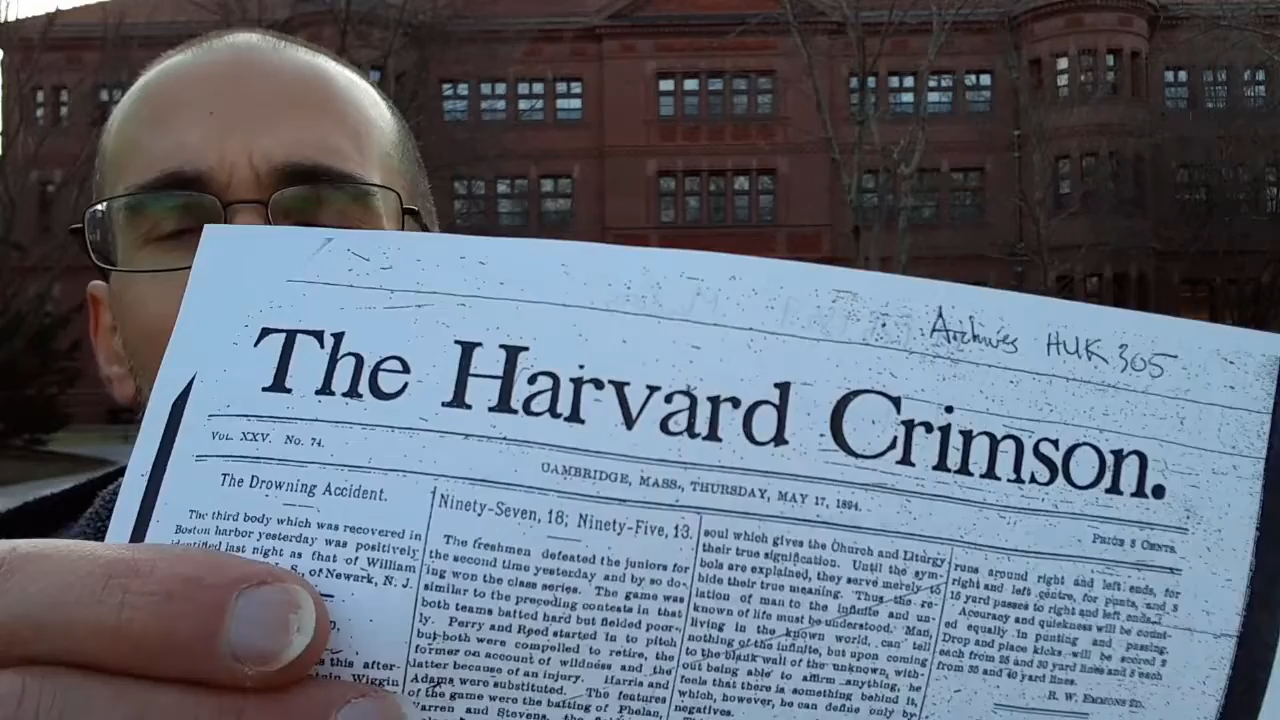 Archives HUK 305
The Harvard Crimson.
VOL. XXV. No. 74.
CAMBRIDGE, MASS., THURSDAY, MAY 17, 1894.
PRICE 5 CENTS.
The Drowning Accident.
The third body which was recovered in
Boston harbor yesterday was positively
identified last night as that of William
S., of Newark, N. J.
this after-
Wiggin
Ninety-Seven, 18; Ninety-Five, 13.
The freshmen defeated the juniors for
the second time yesterday and by so do-
ing won the class series. The game was
similar to the preceding contests in that
both teams batted hard but fielded poor-
ly. Perry and Reed started in to pitch
but both were compelled to retire, the
former on account of wildness and the
latter because of an injury. Harris and
Adams were substituted. The features
of the game were the batting of Phelan,
Warren and Stevens, the
soul which gives the Church and Liturgy
their true signification. Until the sym-
bols are explained, they serve merely to
hide their true meaning. Thus the re-
lation of man to the infinite and un-
known of life must be understood. Man,
living in the known world, can tell
nothing of the infinite, but upon coming
to the blank wall of the unknown, with-
out being able to affirm anything, he
feels that there is something behind it,
which, however, he can define only by
negatives.
runs around right and left ends, for
right and left centre, for punts, and 3
15 yard passes to right and left ends.
Accuracy and quickness will be count-
ed equally in punting and passing.
Drop and place kicks will be scored 2
each from 25 and 30 yard lines and 3 each
from 35 and 40 yard lines.
R. W. EMMONS 2D.